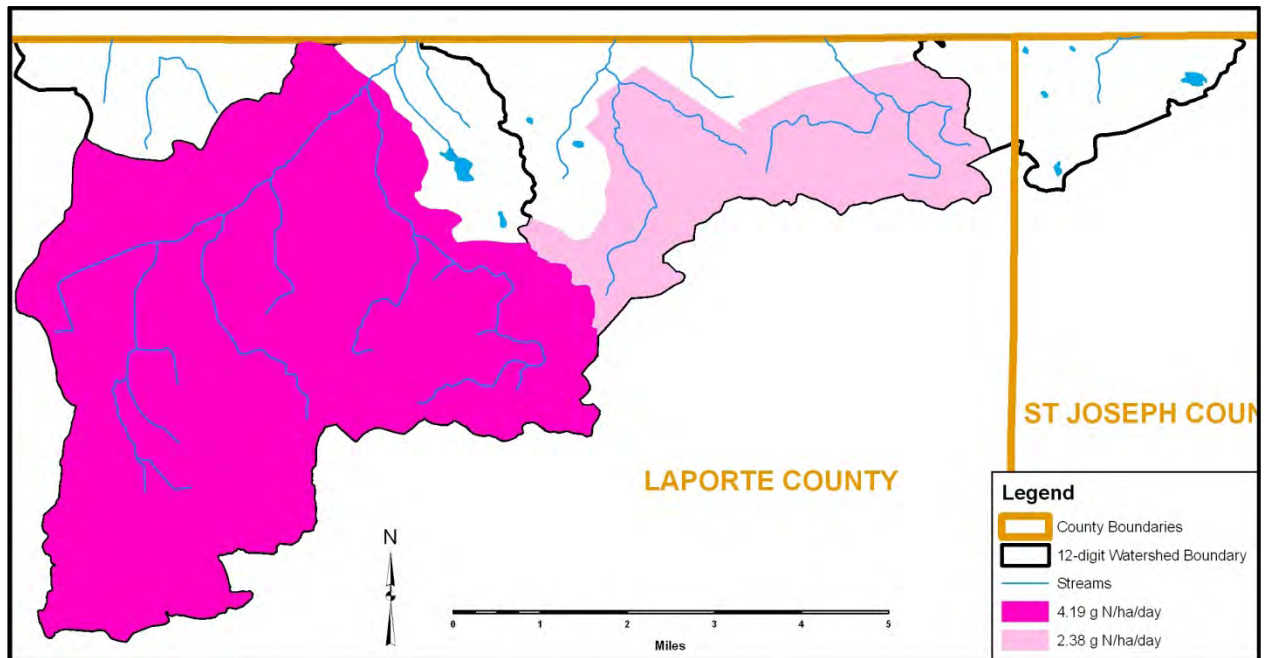 ST JOSEPH COUN
LAPORTE COUNTY
N
0 1 2 3 4 5
Miles
Legend
County Boundaries
12-digit Watershed Boundary
Streams
4.19 g N/ha/day
2.38 g N/ha/day